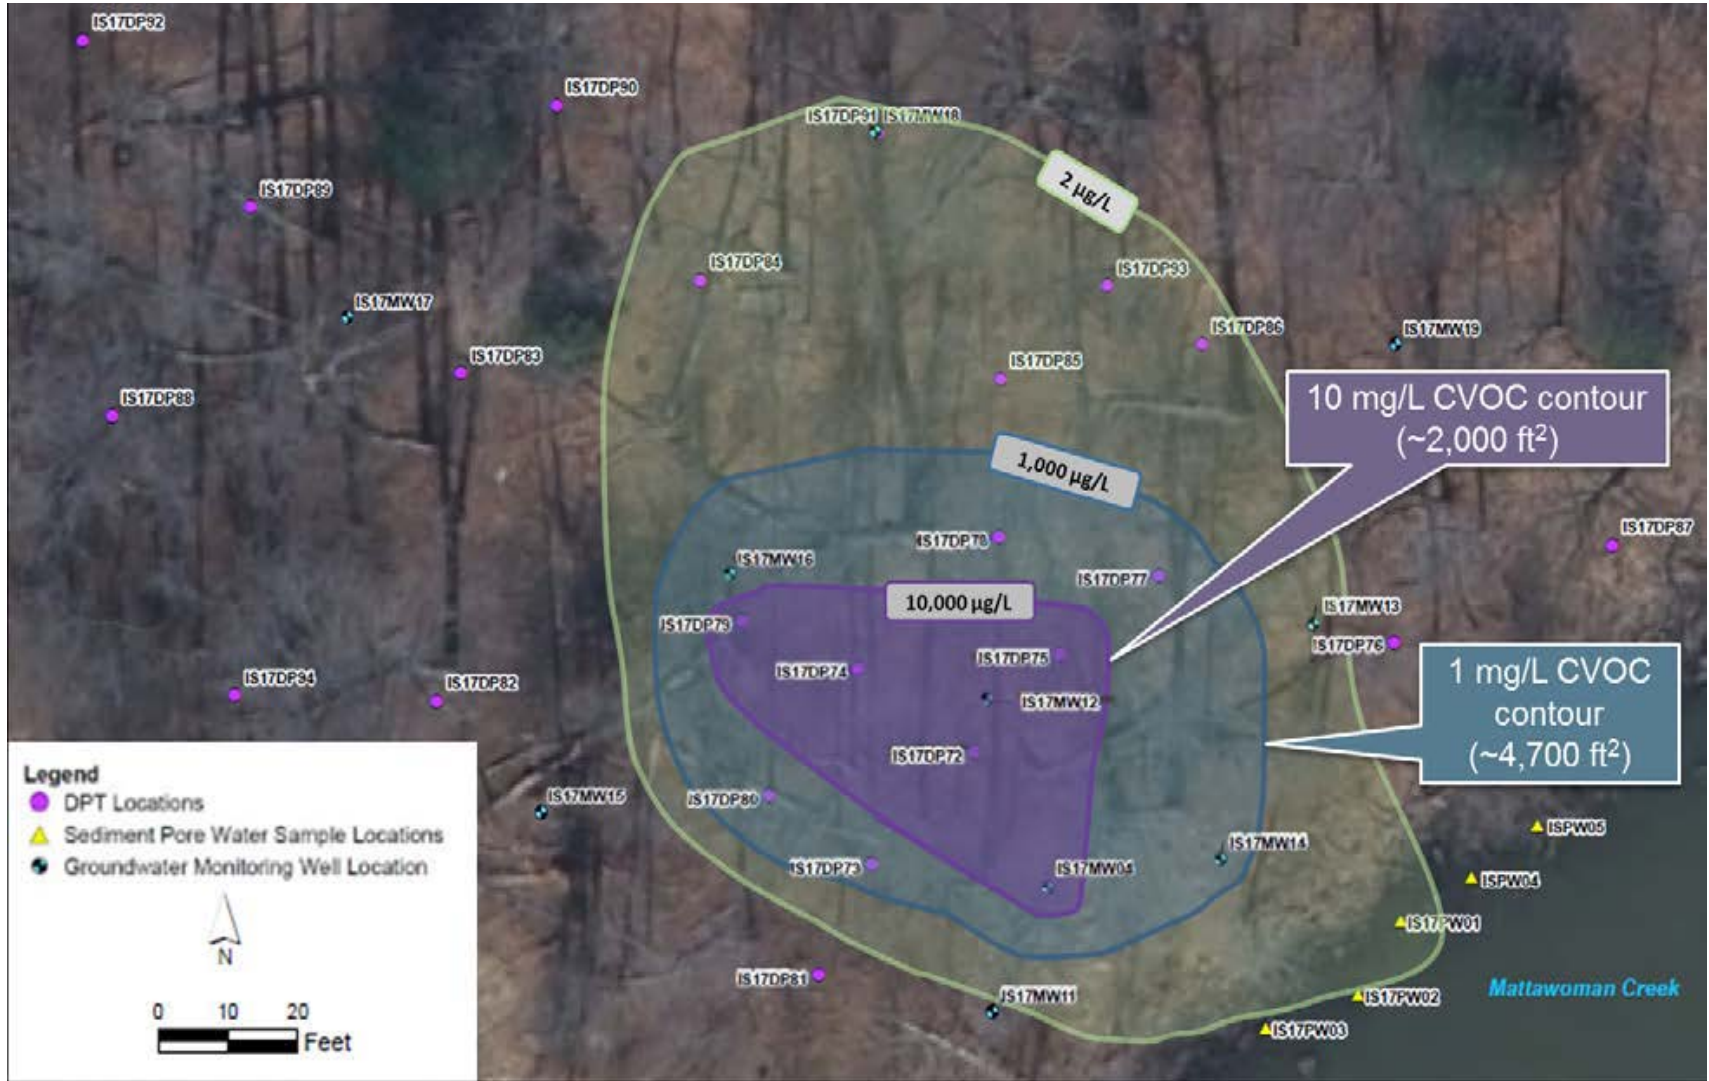 IS17DP92
IS17DP90
IS17DP91 IS17MW18
2 µg/L
IS17DP89
IS17DP84
IS17DP93
IS17MW17
IS17DP86
IS17MW19
IS17DP83
IS17DP85
IS17DP88
10 mg/L CVOC contour
(~2,000 ft²)
1,000 µg/L
IS17DP87
IS17DP78
IS17MW16
IS17DP77
10,000 µg/L
IS17MW13
IS17DP79
IS17DP76
IS17DP75
IS17DP74
IS17DP94
IS17DP82
IS17MW12
1 mg/L CVOC
contour
(~4,700 ft²)
IS17DP72
IS17MW15
IS17DP80
ISPW05
IS17MW14
IS17DP73
IS17MW04
ISPW04
IS17PW01
IS17DP81
IS17MW11
IS17PW02
Mattawoman Creek
IS17PW03
Legend
DPT Locations
Sediment Pore Water Sample Locations
Groundwater Monitoring Well Location
N
0 10 20
Feet